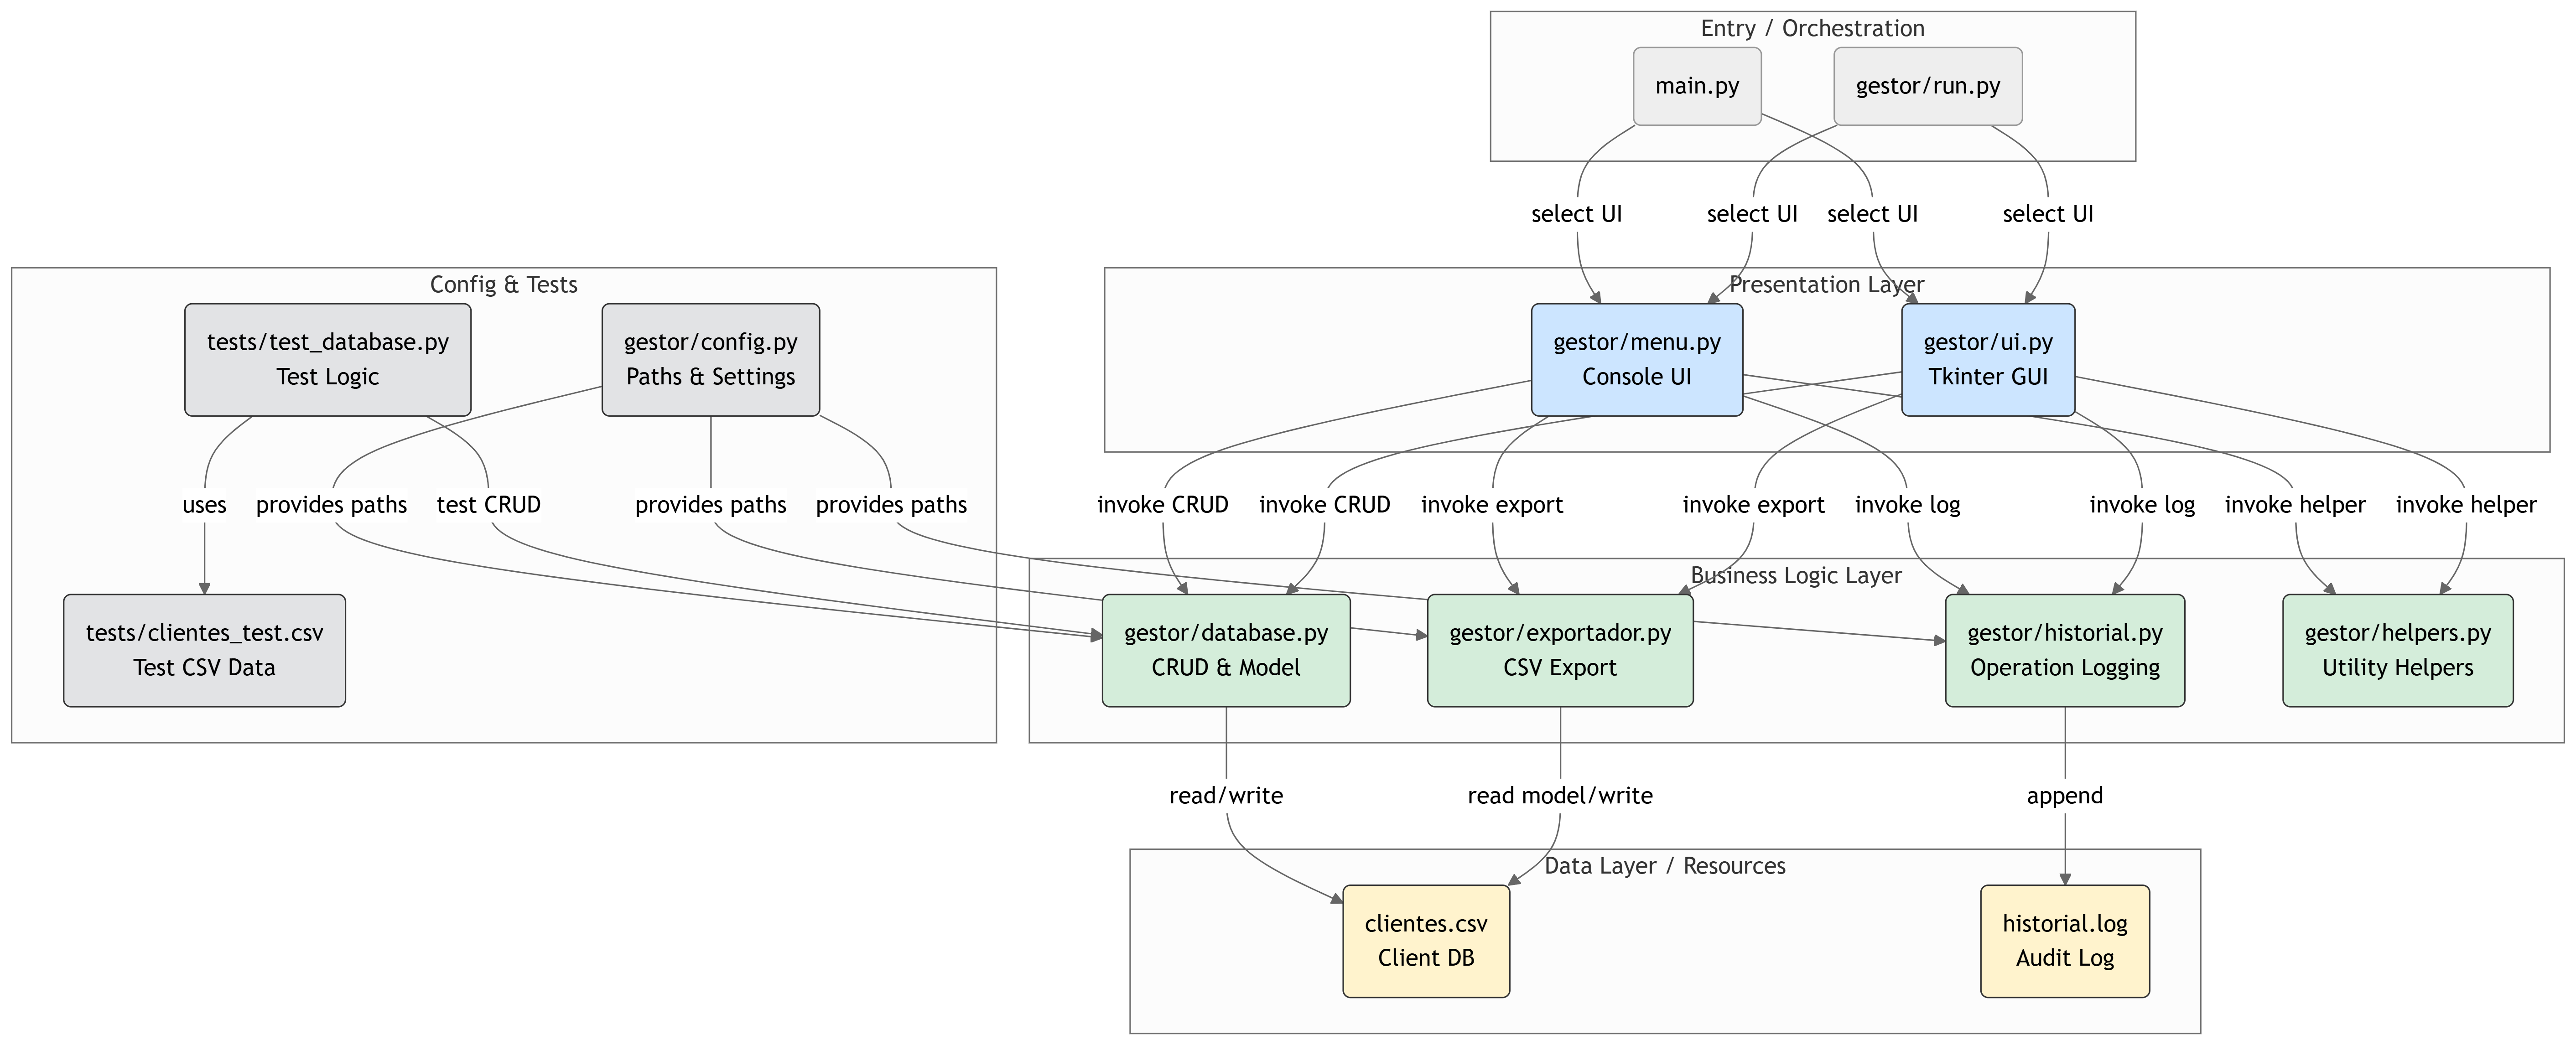 Entry / Orchestration
main.py
gestor/run.py
select UI
select UI
select UI
select UI
Config & Tests
tests/test_database.py
Test Logic
gestor/config.py
Paths & Settings
Presentation Layer
gestor/menu.py
Console UI
gestor/ui.py
Tkinter GUI
uses
provides paths
test CRUD
provides paths
provides paths
invoke CRUD
invoke CRUD
invoke export
invoke export
invoke log
invoke log
invoke helper
invoke helper
tests/clientes_test.csv
Test CSV Data
Business Logic Layer
gestor/database.py
CRUD & Model
gestor/exportador.py
CSV Export
gestor/historial.py
Operation Logging
gestor/helpers.py
Utility Helpers
read/write
read model/write
append
Data Layer / Resources
clientes.csv
Client DB
historial.log
Audit Log